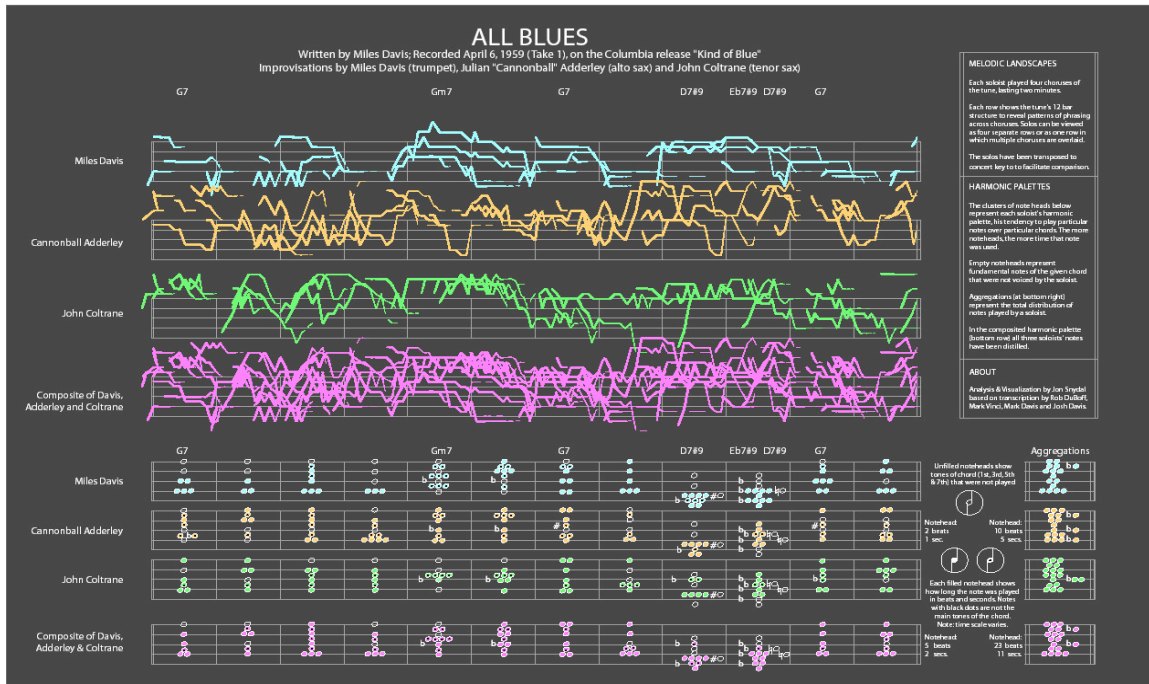 ALL BLUES
Written by Miles Davis; Recorded April 6, 1959 (Take 1), on the Columbia release "Kind of Blue"
Improvisations by Miles Davis (trumpet), Julian "Cannonball" Adderley (alto sax) and John Coltrane (tenor sax)
G7 Gm7 G7 D7#9 Eb7#9 D7#9 G7
Miles Davis
Cannonball Adderley
John Coltrane
Composite of Davis,
Adderley and Coltrane
MELODIC LANDSCAPES
Each soloist played four choruses of
the tune, lasting two minutes.
Each row shows the tune's 12 bar
structure to reveal patterns of phrasing
across choruses. Solos can be viewed
as four separate rows or as one row in
which multiple choruses are overlaid.
The solos have been transposed to
concert key to to facilitate comparison.
HARMONIC PALETTES
The clusters of note heads below
represent each soloist's harmonic
palette, his tendency to play particular
notes over particular chords. The more
noteheads, the more time that note
was used.
Empty noteheads represent
fundamental notes of the given chord
that were not voiced by the soloist.
Aggregations (at bottom right)
represent the total distribution of
notes played by a soloist.
In the composited harmonic palette
(bottom row) all three soloists' notes
have been distilled.
ABOUT
Analysis & Visualization by Jon Snydal
based on transcription by Rob DuBoff,
Mark Vinci, Mark Davis and Josh Davis.
G7 Gm7 G7 D7#9 Eb7#9 D7#9 G7 Aggregations
Miles Davis
Cannonball Adderley
John Coltrane
Composite of Davis,
Adderley & Coltrane
Unfilled noteheads show
tones of chord (1st, 3rd, 5th
& 7th) that were not played
Notehead: Notehead:
2 beats 10 beats
1 sec. 5 secs.
Each filled notehead shows
how long the note was played
in beats and seconds. Notes
with black dots are not the
main tones of the chord.
Note: time scale varies.
Notehead: Notehead:
5 beats 23 beats
2 secs. 11 secs.